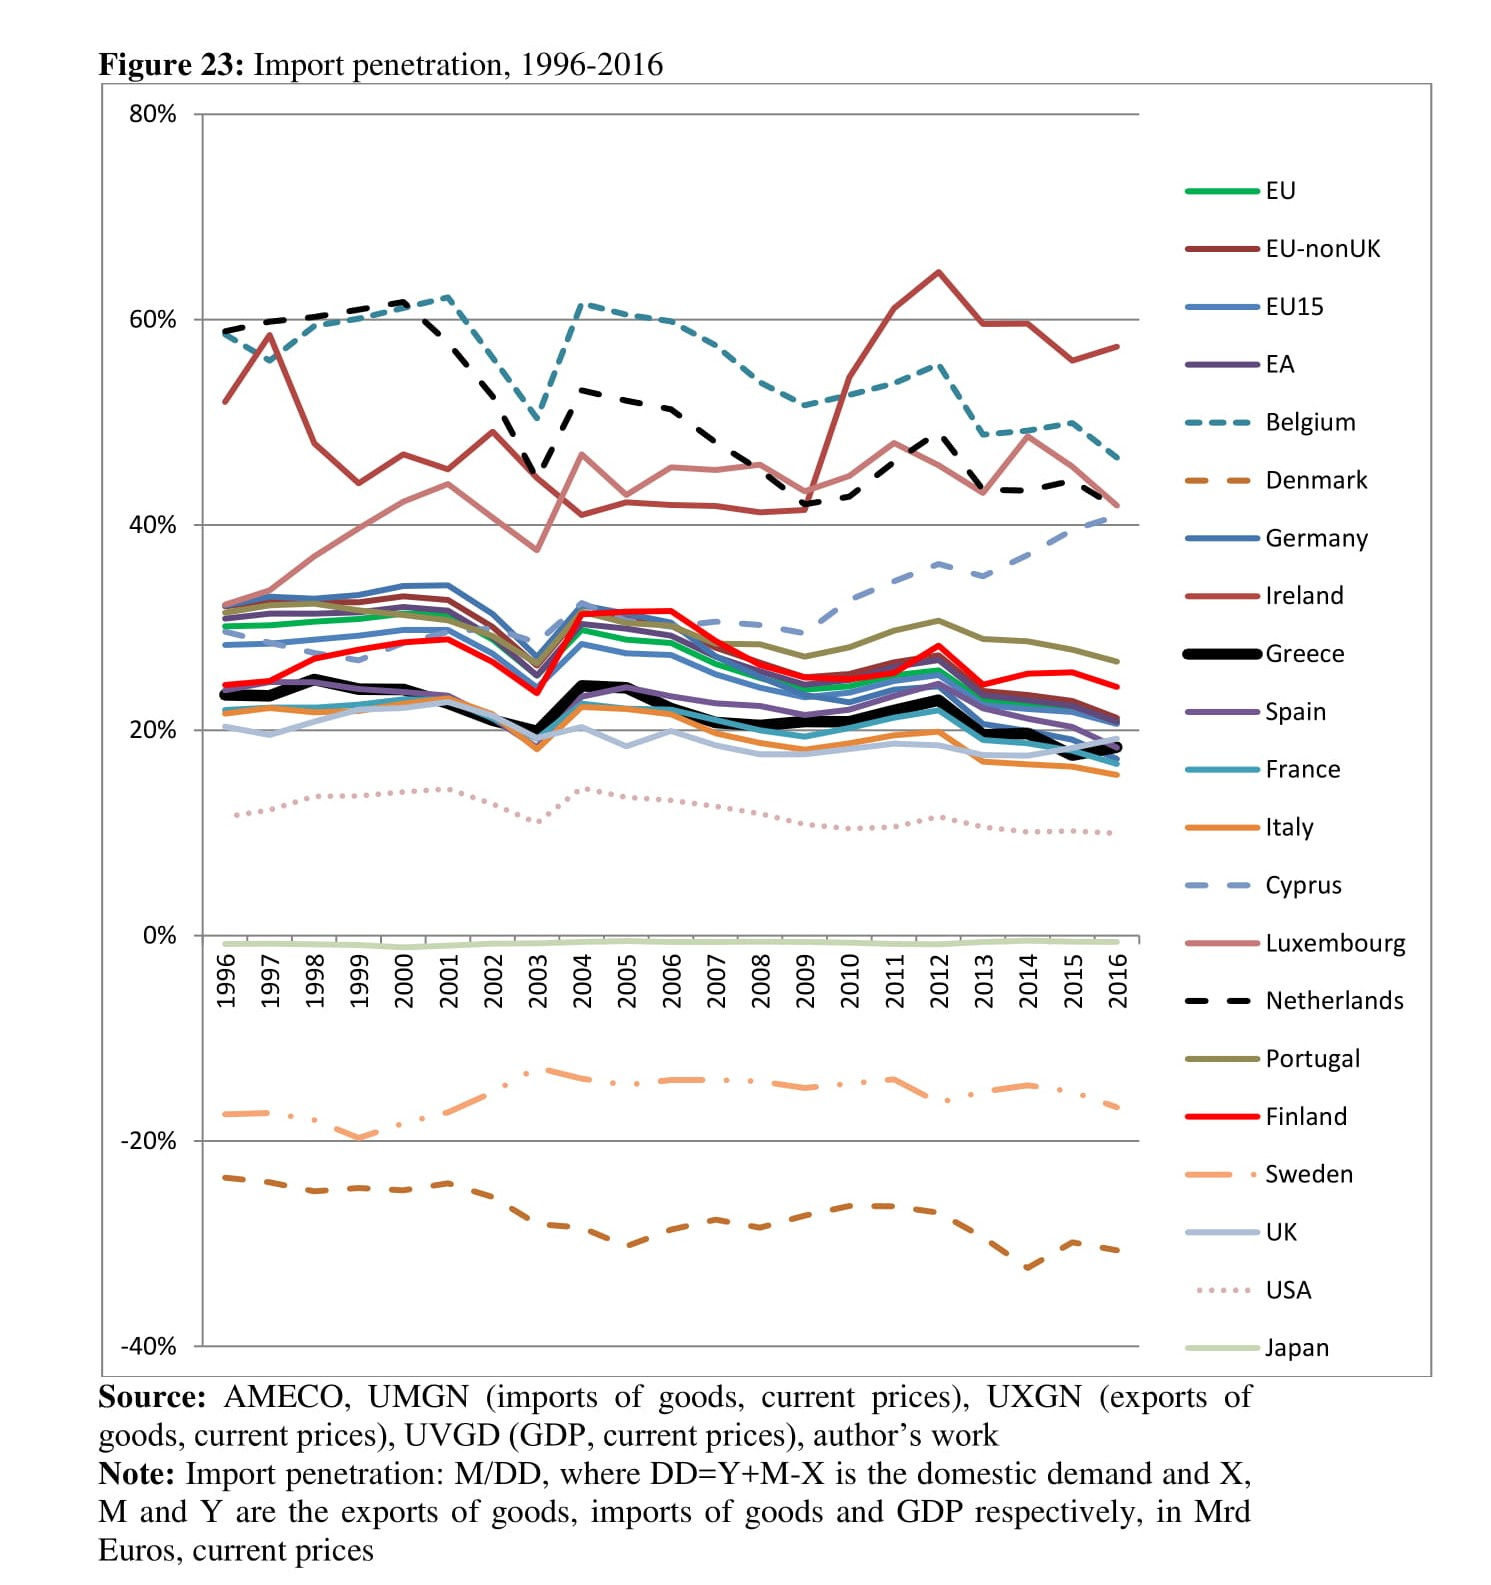 Figure 23: Import penetration, 1996-2016
80%
60%
40%
20%
0%
-20%
-40%
1996
1997
1998
1999
2000
2001
2002
2003
2004
2005
2006
2007
2008
2009
2010
2011
2012
2013
2014
2015
2016
EU
EU-nonUK
EU15
EA
Belgium
Denmark
Germany
Ireland
Greece
Spain
France
Italy
Cyprus
Luxembourg
Netherlands
Portugal
Finland
Sweden
UK
USA
Japan
Source: AMECO, UMGN (imports of goods, current prices), UXGN (exports of
goods, current prices), UVGD (GDP, current prices), author's work
Note: Import penetration: M/DD, where DD=Y+M-X is the domestic demand and X,
M and Y are the exports of goods, imports of goods and GDP respectively, in Mrd
Euros, current prices